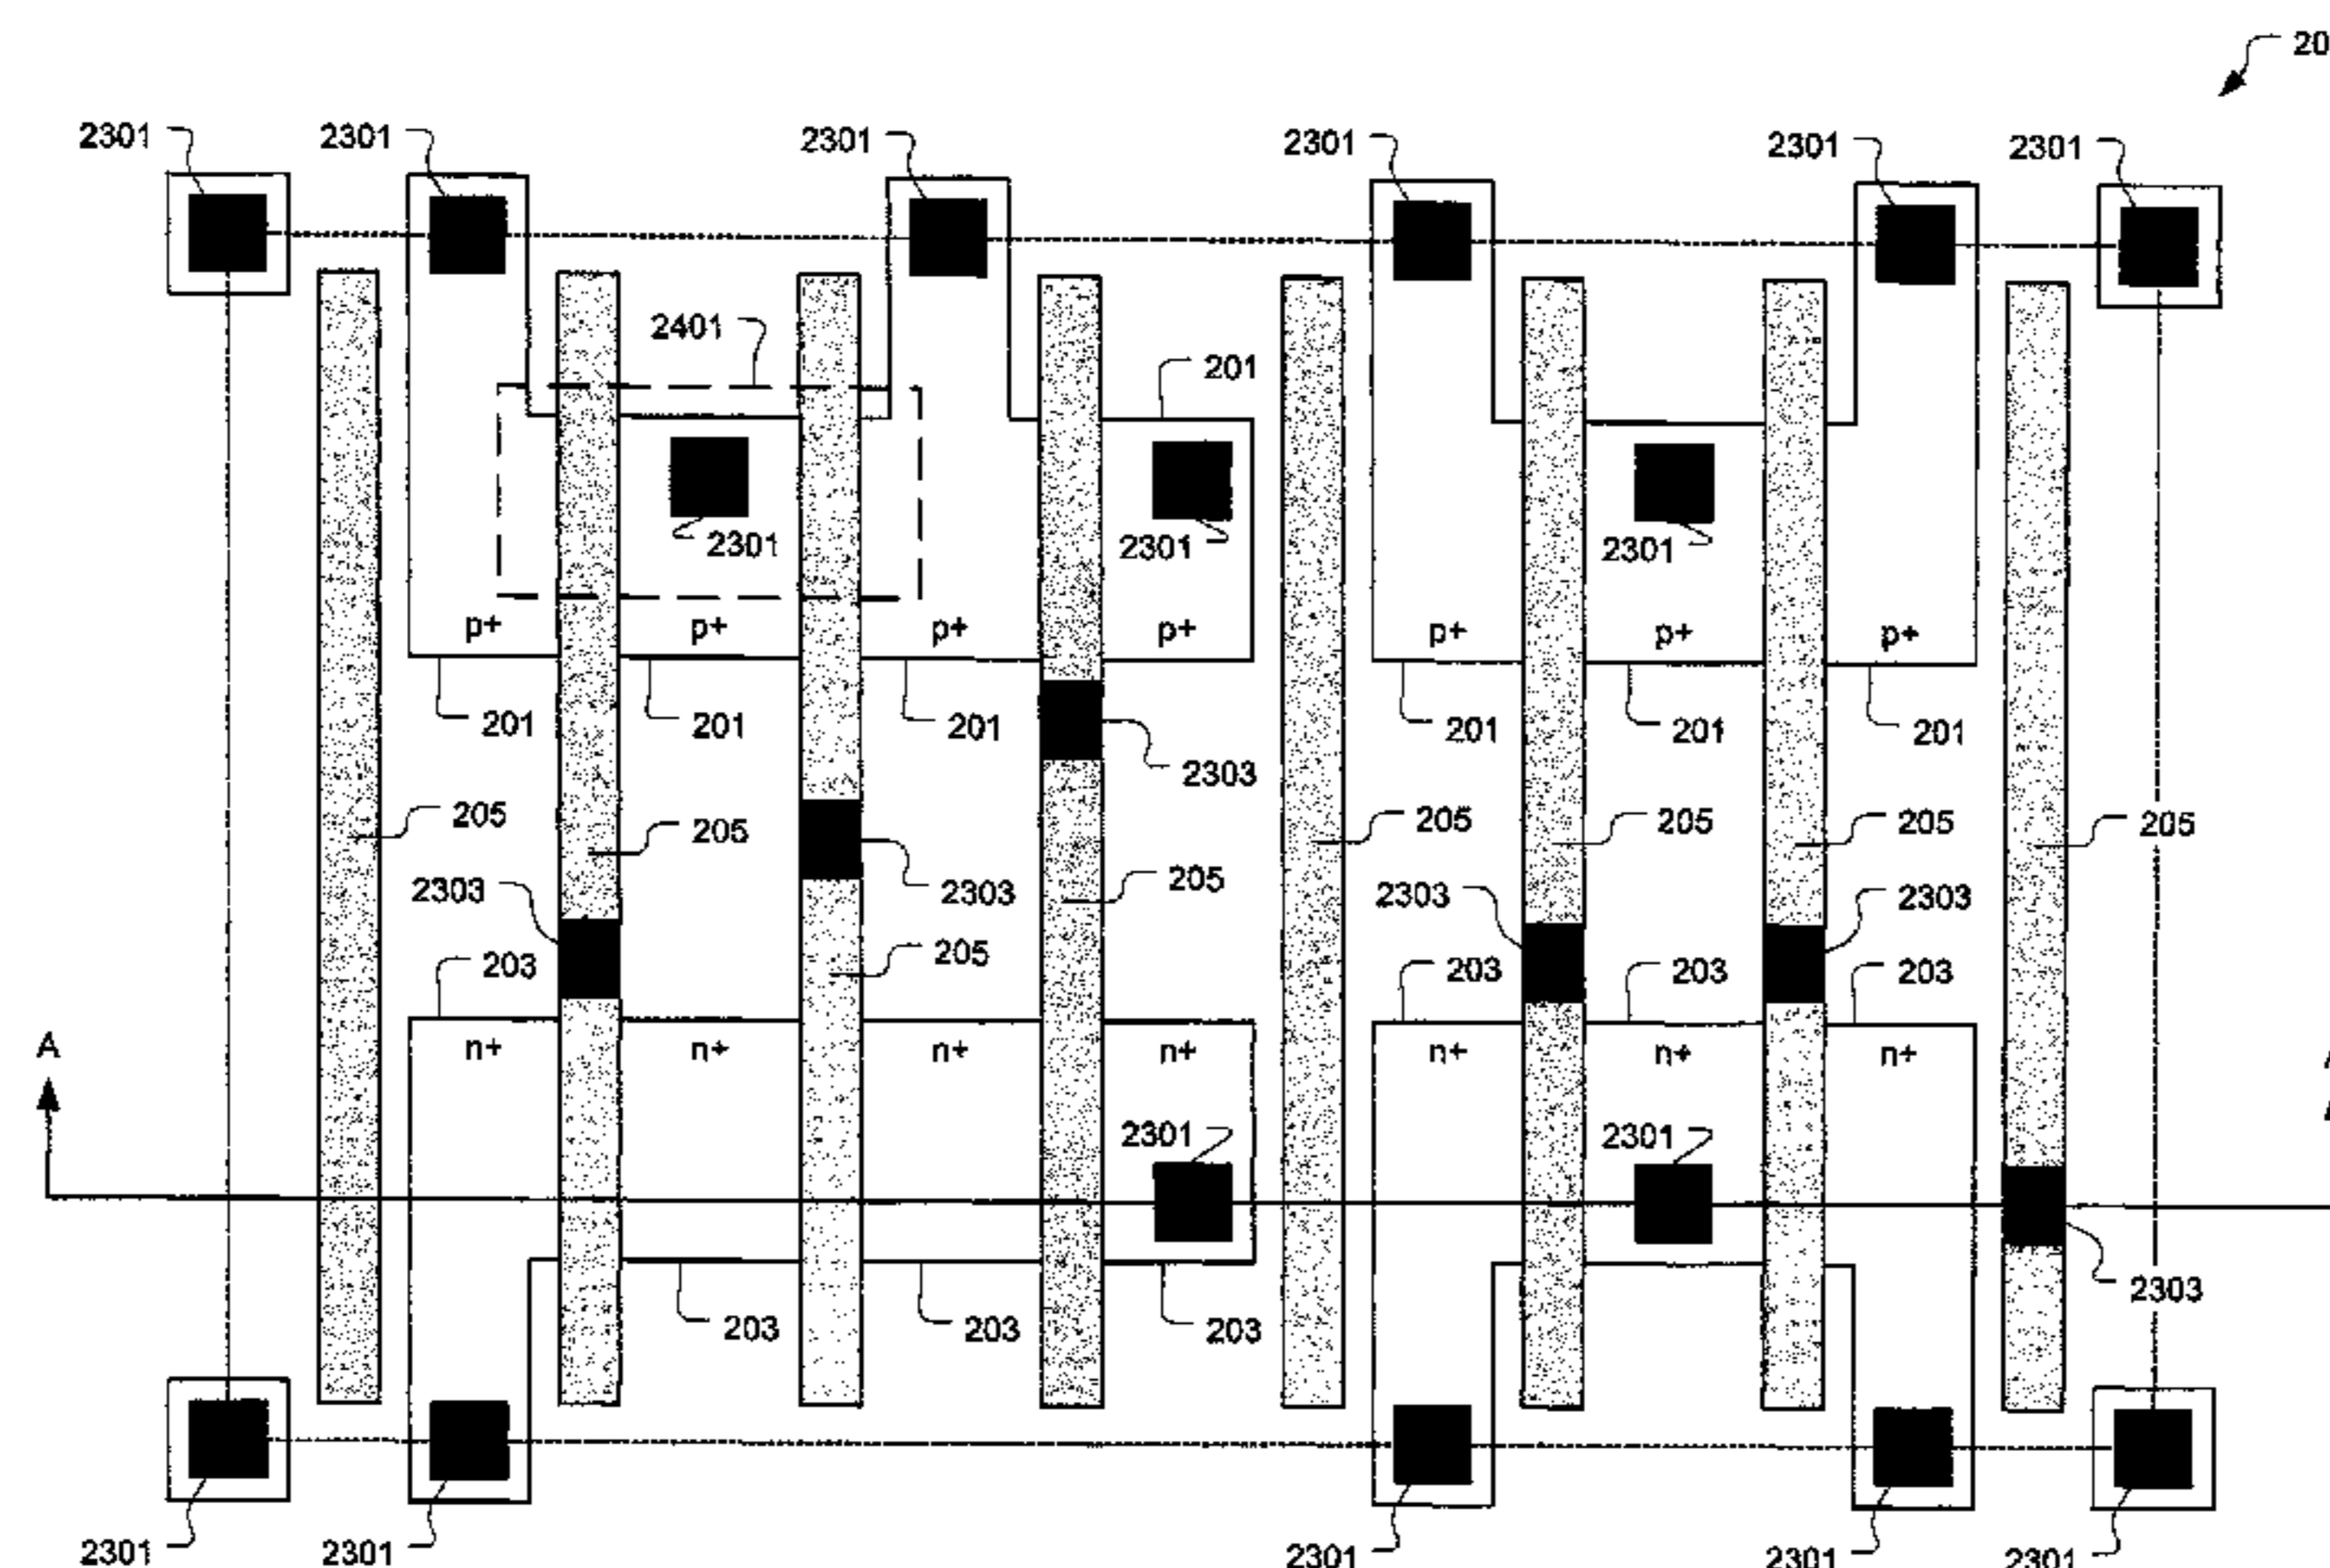 20
2301 2301 2301 2301 2301 2301
2401
201
2301 2301 2301
p+ p+ p+ p+ p+ p+ p+
201 201 201 201 201 201
2303
205 205 205 205 205 205
2303 2303 205 2303 2303
205
203 203 203 203
A
n+ n+ n+ n+ n+ n+ n+
2301 2301
2303
203 203 203
2301 2301 2301 2301 2301